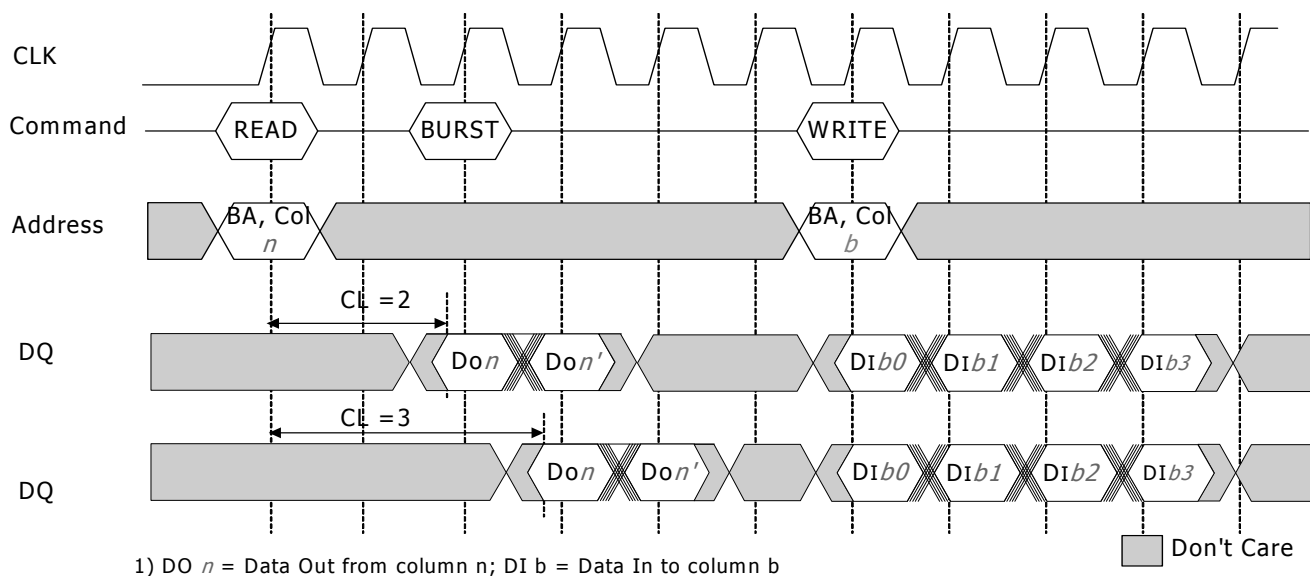 CLK
Command READ BURST WRITE
Address BA, Col n BA, Col b
CL =2
DQ Don Don' DIb0 DIb1 DIb2 DIb3
CL =3
DQ Don Don' DIb0 DIb1 DIb2 DIb3
Don't Care
1) DO n = Data Out from column n; DI b = Data In to column b